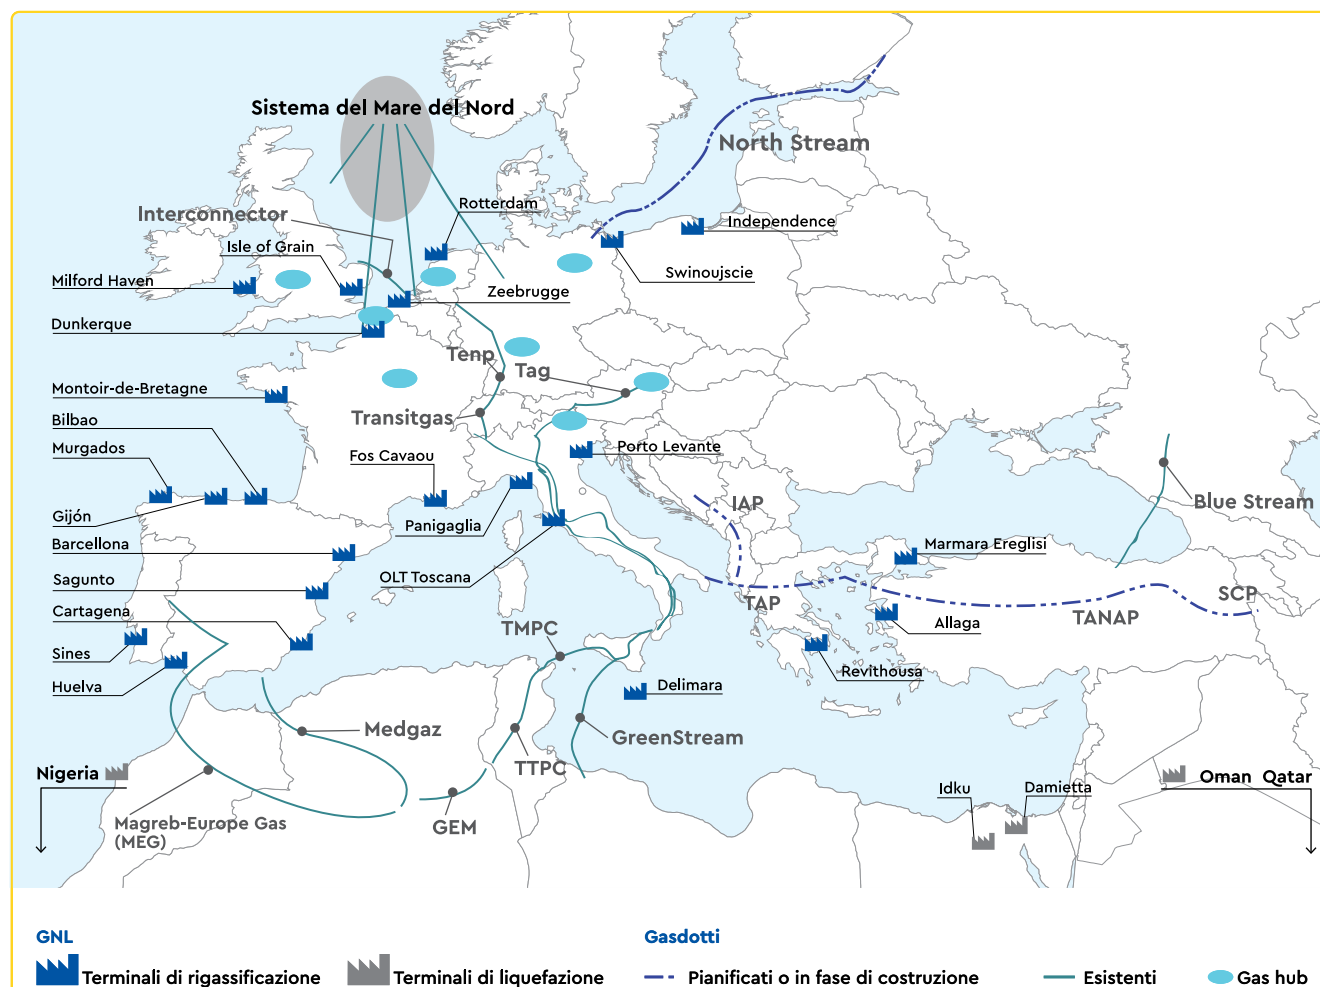 Sistema del Mare del Nord
North Stream
Rotterdam
Interconnector
Independence
Isle of Grain
Swinoujscie
Milford Haven
Zeebrugge
Dunkerque
Tenp
Tag
Montoir-de-Bretagne
Transitgas
Bilbao
Porto Levante
Murgados
Fos Cavaou
IAP
Blue Stream
Gijón
Panigaglia
Barcellona
Marmara Ereglisi
Sagunto
OLT Toscana
SCP
Cartagena
TAP
TANAP
Allaga
TMPC
Sines
Revithousa
Huelva
Delimara
Medgaz
GreenStream
TTPC
Nigeria
Oman Qatar
Idku
Damietta
Magreb-Europe Gas
(MEG)
GEM
GNL
Gasdotti
Terminali di rigassificazione
Terminali di liquefazione
Pianificati o in fase di costruzione
Esistenti
Gas hub